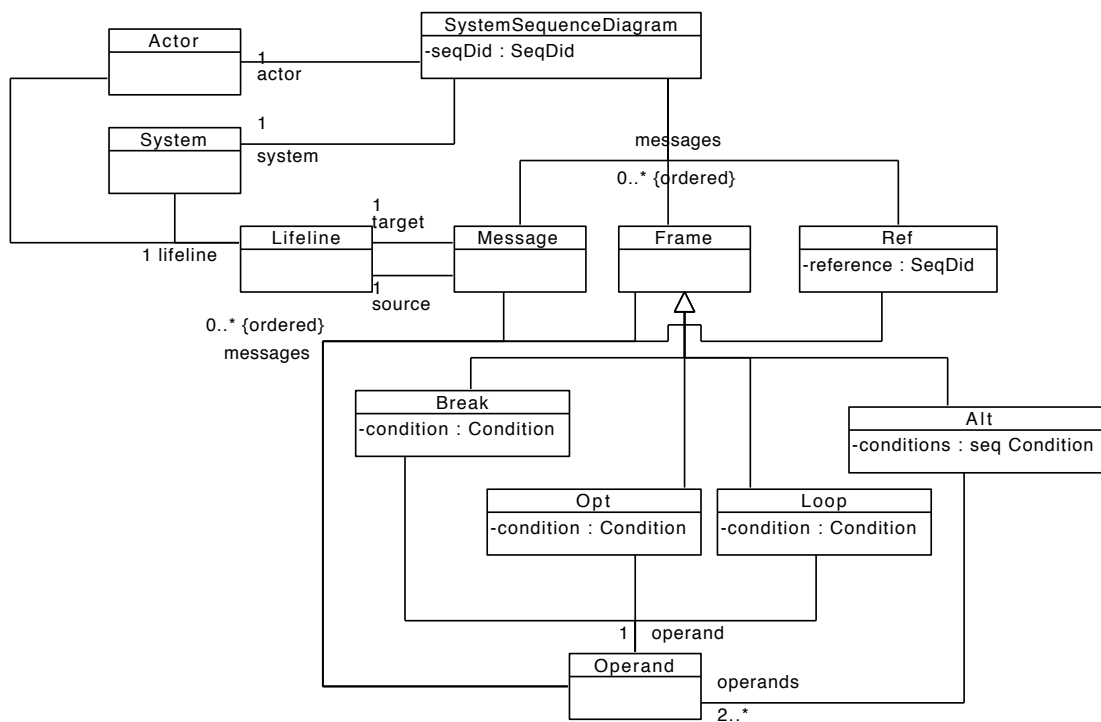 SystemSequenceDiagram
-seqDid : SeqDid
Actor
1
actor
System
1
system
messages
0..* {ordered}
1
target
Lifeline
1 lifeline
1
source
Message
Frame
Ref
-reference : SeqDid
0..* {ordered}
messages
Break
-condition : Condition
Alt
-conditions : seq Condition
Opt
-condition : Condition
Loop
-condition : Condition
1 operand
Operand
operands
2..*